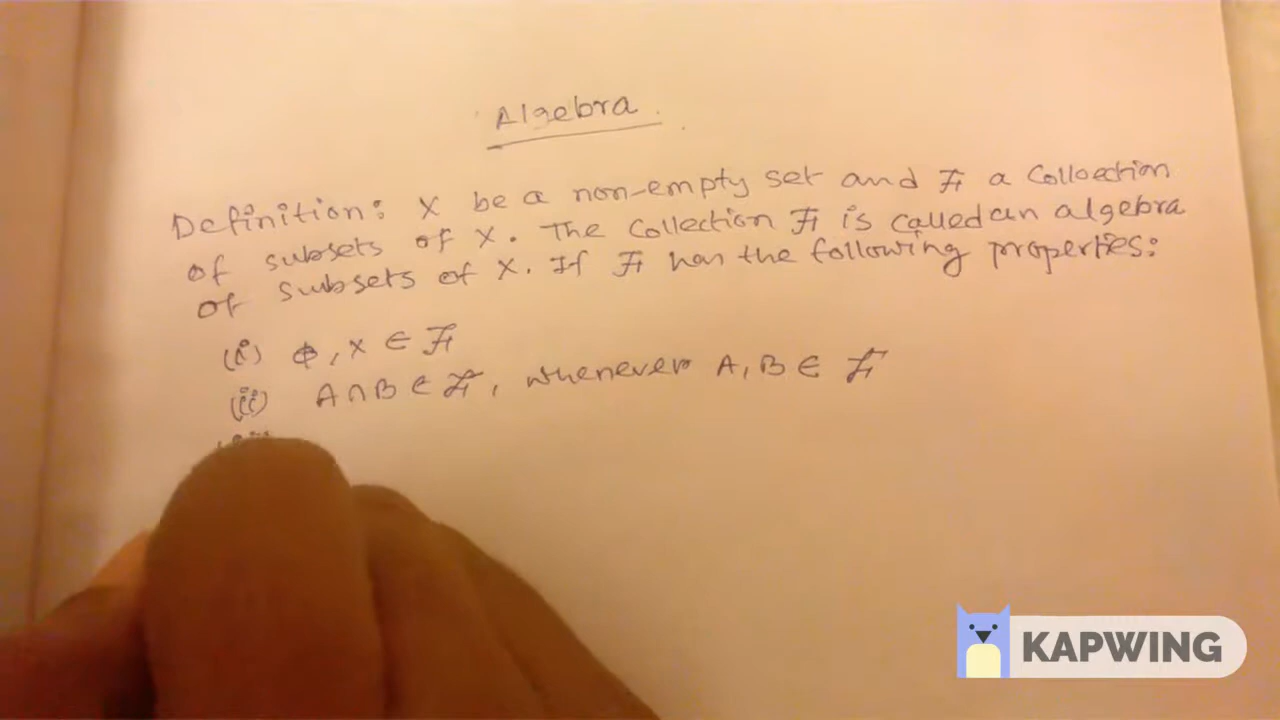 Algebra
Definition: X be a non-empty set and F a Colloection
of subsets of X. The Collection F is called an algebra
of subsets of X. If F has the following properties:
(i) Φ, X ∈ F
(ii) A ∩ B ∈ F, whenever A, B ∈ F
KAPWING